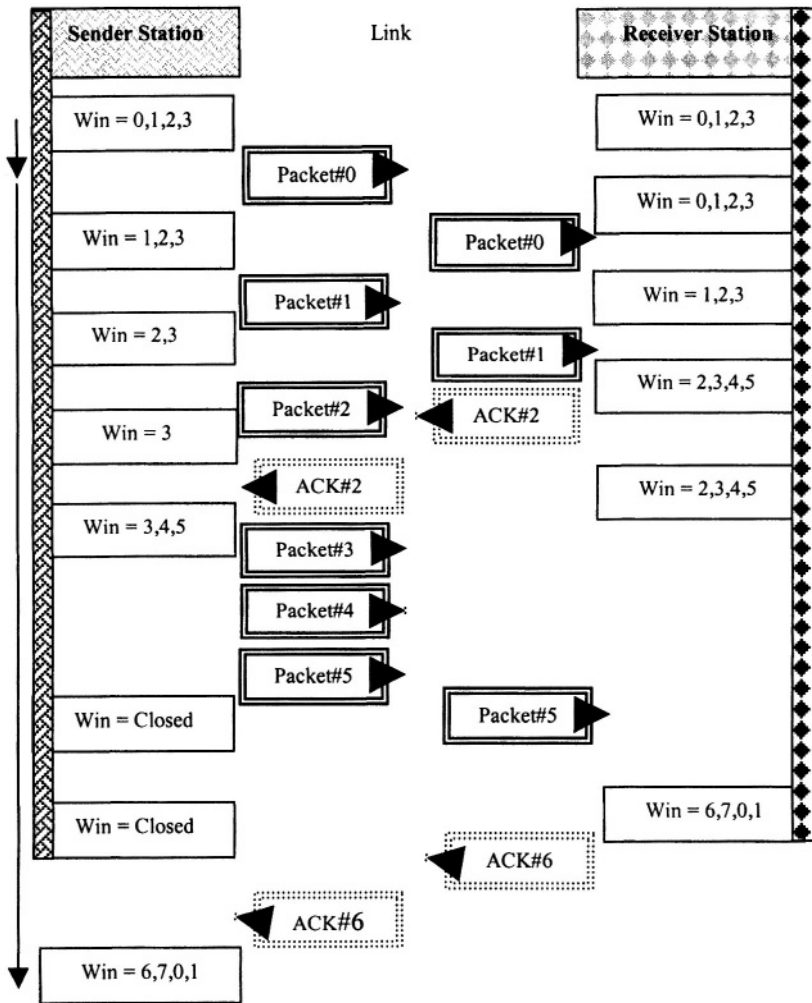 Sender Station Link Receiver Station
Win = 0,1,2,3 Win = 0,1,2,3
Packet#0
Win = 0,1,2,3
Win = 1,2,3 Packet#0
Packet#1 Win = 1,2,3
Win = 2,3
Packet#1
Win = 2,3,4,5
Packet#2 ACK#2
Win = 3
ACK#2 Win = 2,3,4,5
Win = 3,4,5
Packet#3
Packet#4
Packet#5
Win = Closed Packet#5
Win = 6,7,0,1
Win = Closed
ACK#6
ACK#6
Win = 6,7,0,1